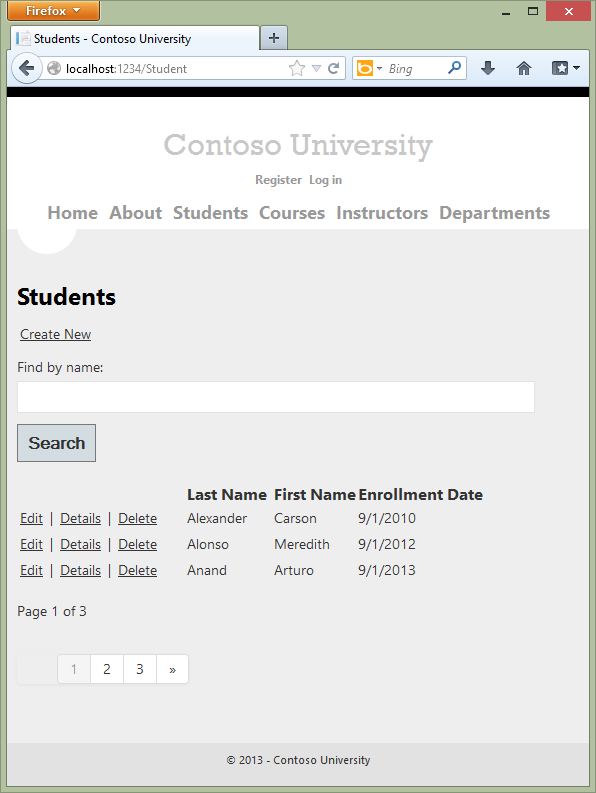 Firefox
Students - Contoso University
localhost:1234/Student
Bing
Contoso University
Register Log in
Home About Students Courses Instructors Departments
Students
Create New
Find by name:
Search
Last Name First Name Enrollment Date
Edit | Details | Delete Alexander Carson 9/1/2010
Edit | Details | Delete Alonso Meredith 9/1/2012
Edit | Details | Delete Anand Arturo 9/1/2013
Page 1 of 3
1 2 3 »
© 2013 - Contoso University